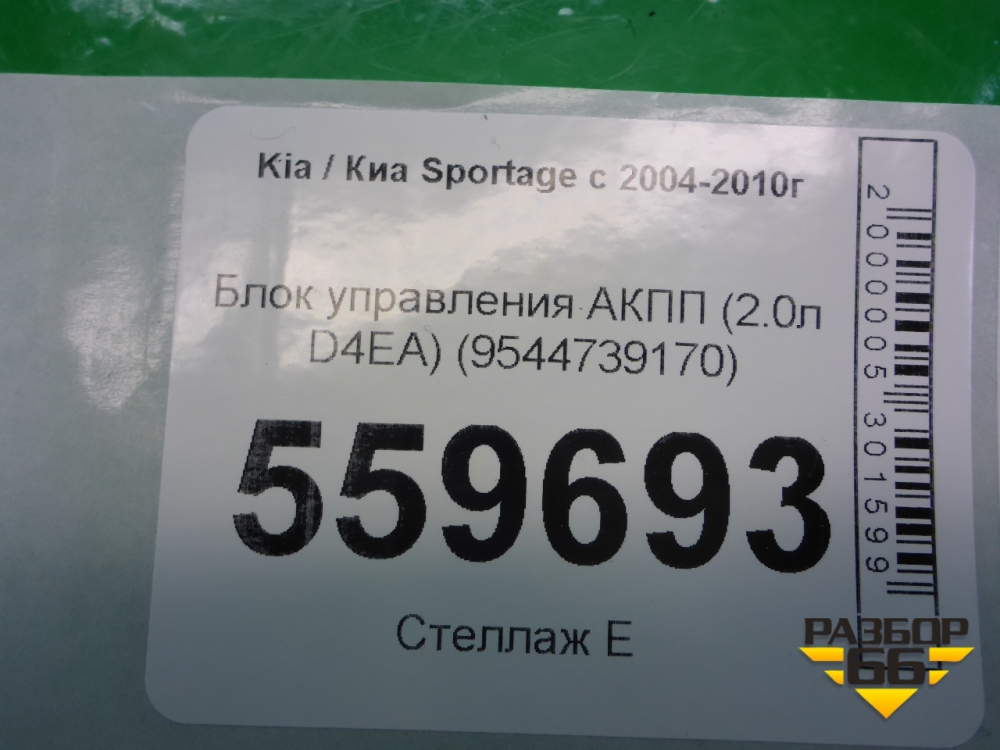 Kia / Киа Sportage с 2004-2010г
Блок управления АКПП (2.0л
D4EA) (9544739170)
559693
Стеллаж Е
2000005301599
РАЗБОР
66